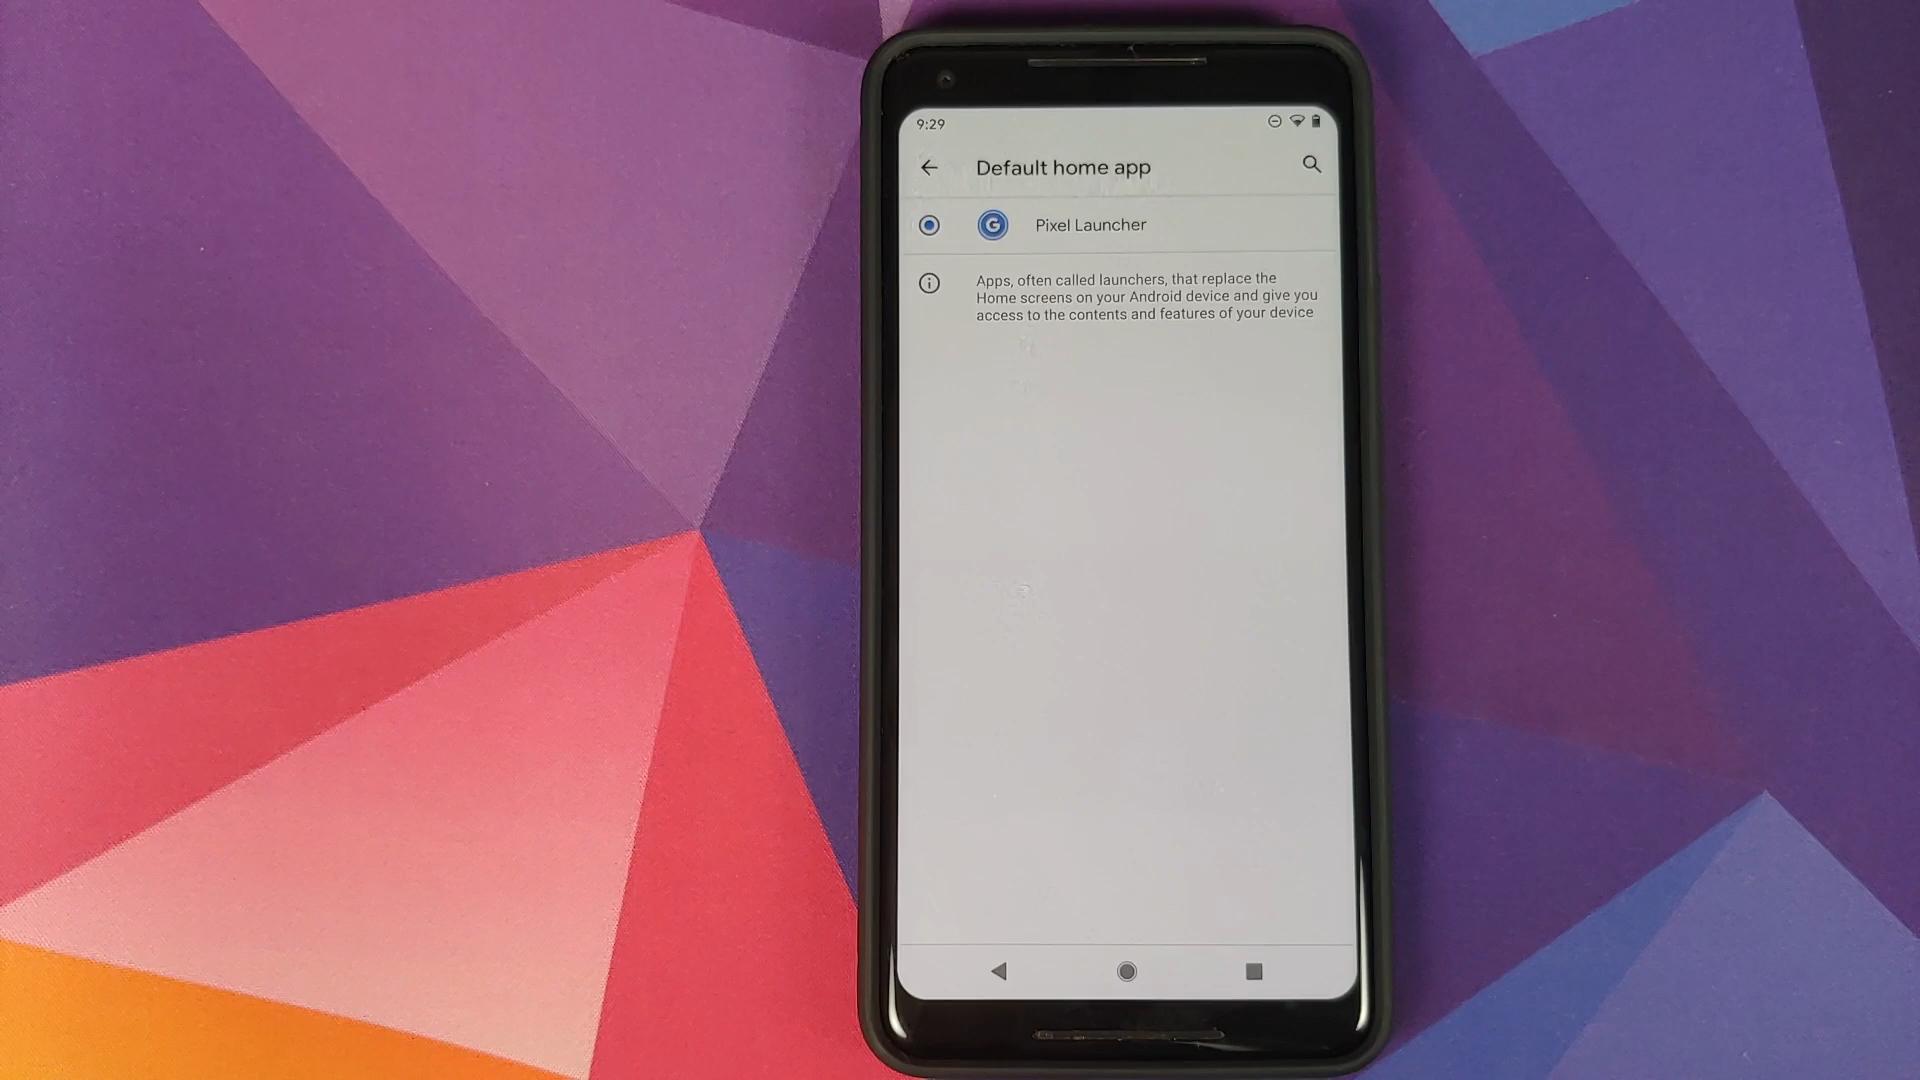 9:29
Default home app
G
Pixel Launcher
Apps, often called launchers, that replace the
Home screens on your Android device and give you
access to the contents and features of your device